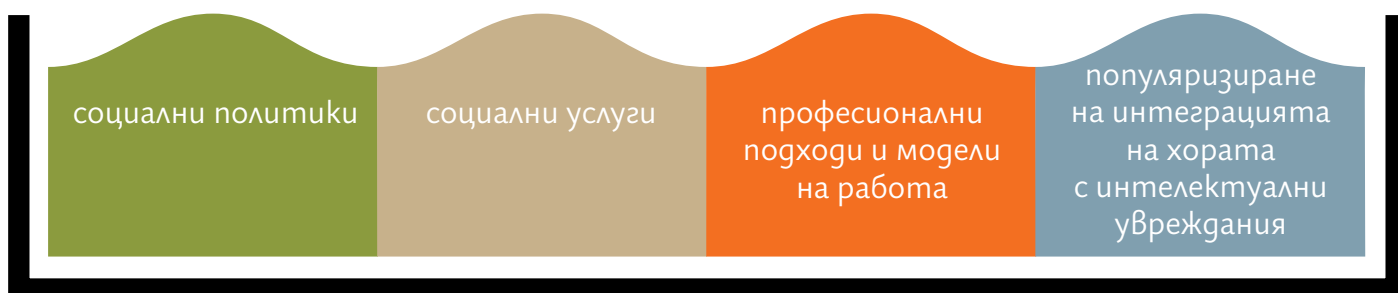 социални политики
социални услуги
професионални
подходи и модели
на работа
популяризиране
на интеграцията
на хората
с интелектуални
увреждания